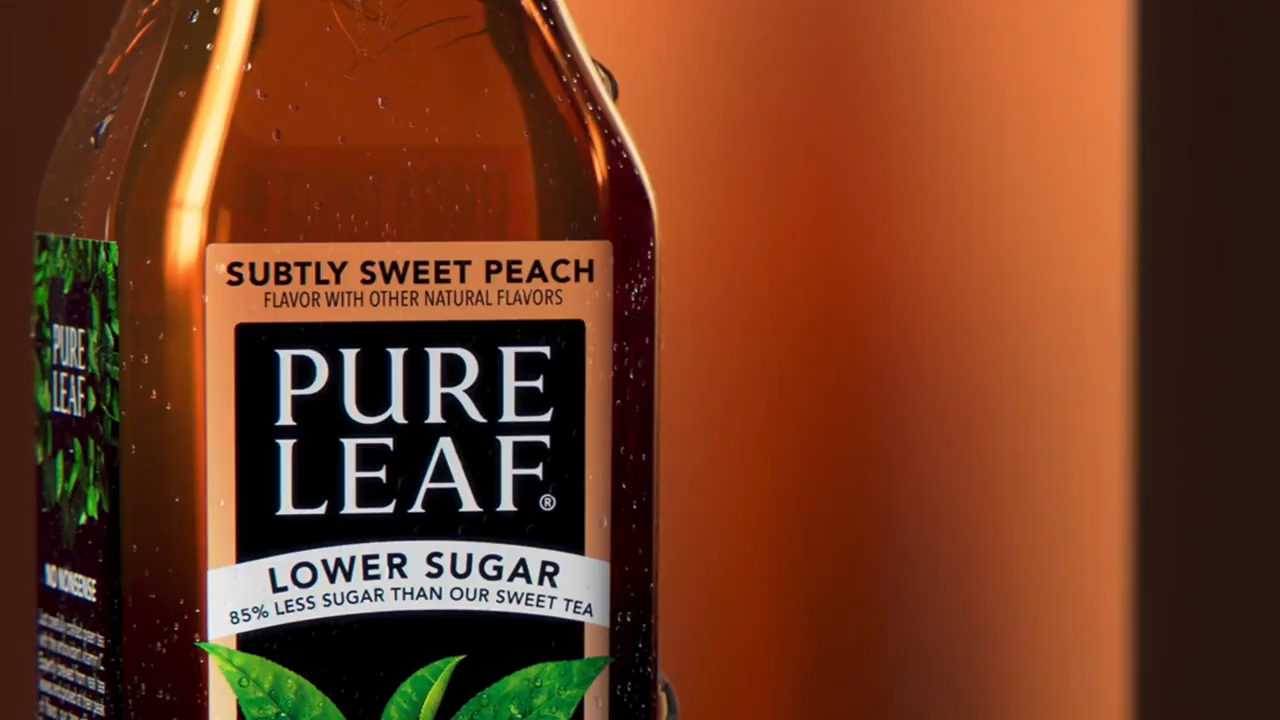 SUBTLY SWEET PEACH
FLAVOR WITH OTHER NATURAL FLAVORS
PURE
LEAF®
LOWER SUGAR
85% LESS SUGAR THAN OUR SWEET TEA
PURE
LEAF
NO NONSENSE